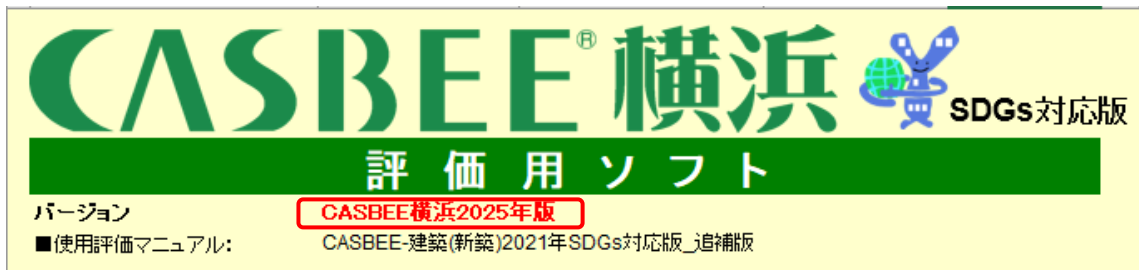 CASBEE®横浜 SDGs対応版
評価用ソフト
バージョン CASBEE横浜2025年版
■使用評価マニュアル: CASBEE-建築(新築)2021年SDGs対応版_追補版